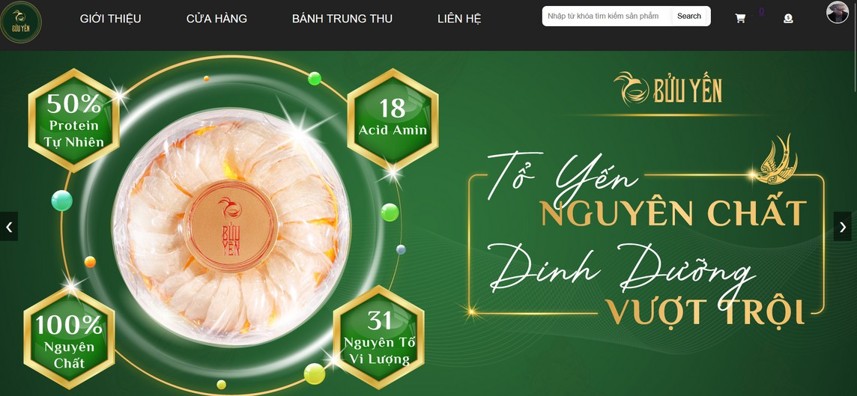 BỬU YẾN
GIỚI THIỆU
CỬA HÀNG
BÁNH TRUNG THU
LIÊN HỆ
Nhập từ khóa tìm kiếm sản phẩm
Search
0
50%
Protein
Tự Nhiên
18
Acid Amin
BỬU
YẾN
100%
Nguyên
Chất
31
Nguyên Tố
Vi Lượng
BỬU YẾN
Tổ Yến
NGUYÊN CHẤT
Dinh Dưỡng
VƯỢT TRỘI